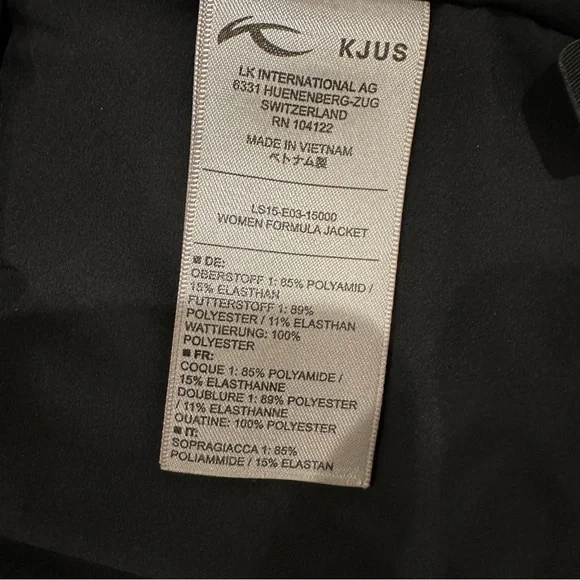 KJUS
LK INTERNATIONAL AG
6331 HUENENBERG-ZUG
SWITZERLAND
RN 104122
MADE IN VIETNAM
ベトナム製
LS15-E03-15000
WOMEN FORMULA JACKET
DE:
OBERSTOFF 1: 85% POLYAMID /
15% ELASTHAN
FUTTERSTOFF 1: 89%
POLYESTER / 11% ELASTHAN
WATTIERUNG: 100%
POLYESTER
FR:
COQUE 1: 85% POLYAMIDE /
15% ELASTHANNE
DOUBLURE 1: 89% POLYESTER
/ 11% ELASTHANNE
OUATINE: 100% POLYESTER
IT:
SOPRAGIACCA 1: 85%
POLIAMMIDE / 15% ELASTAN